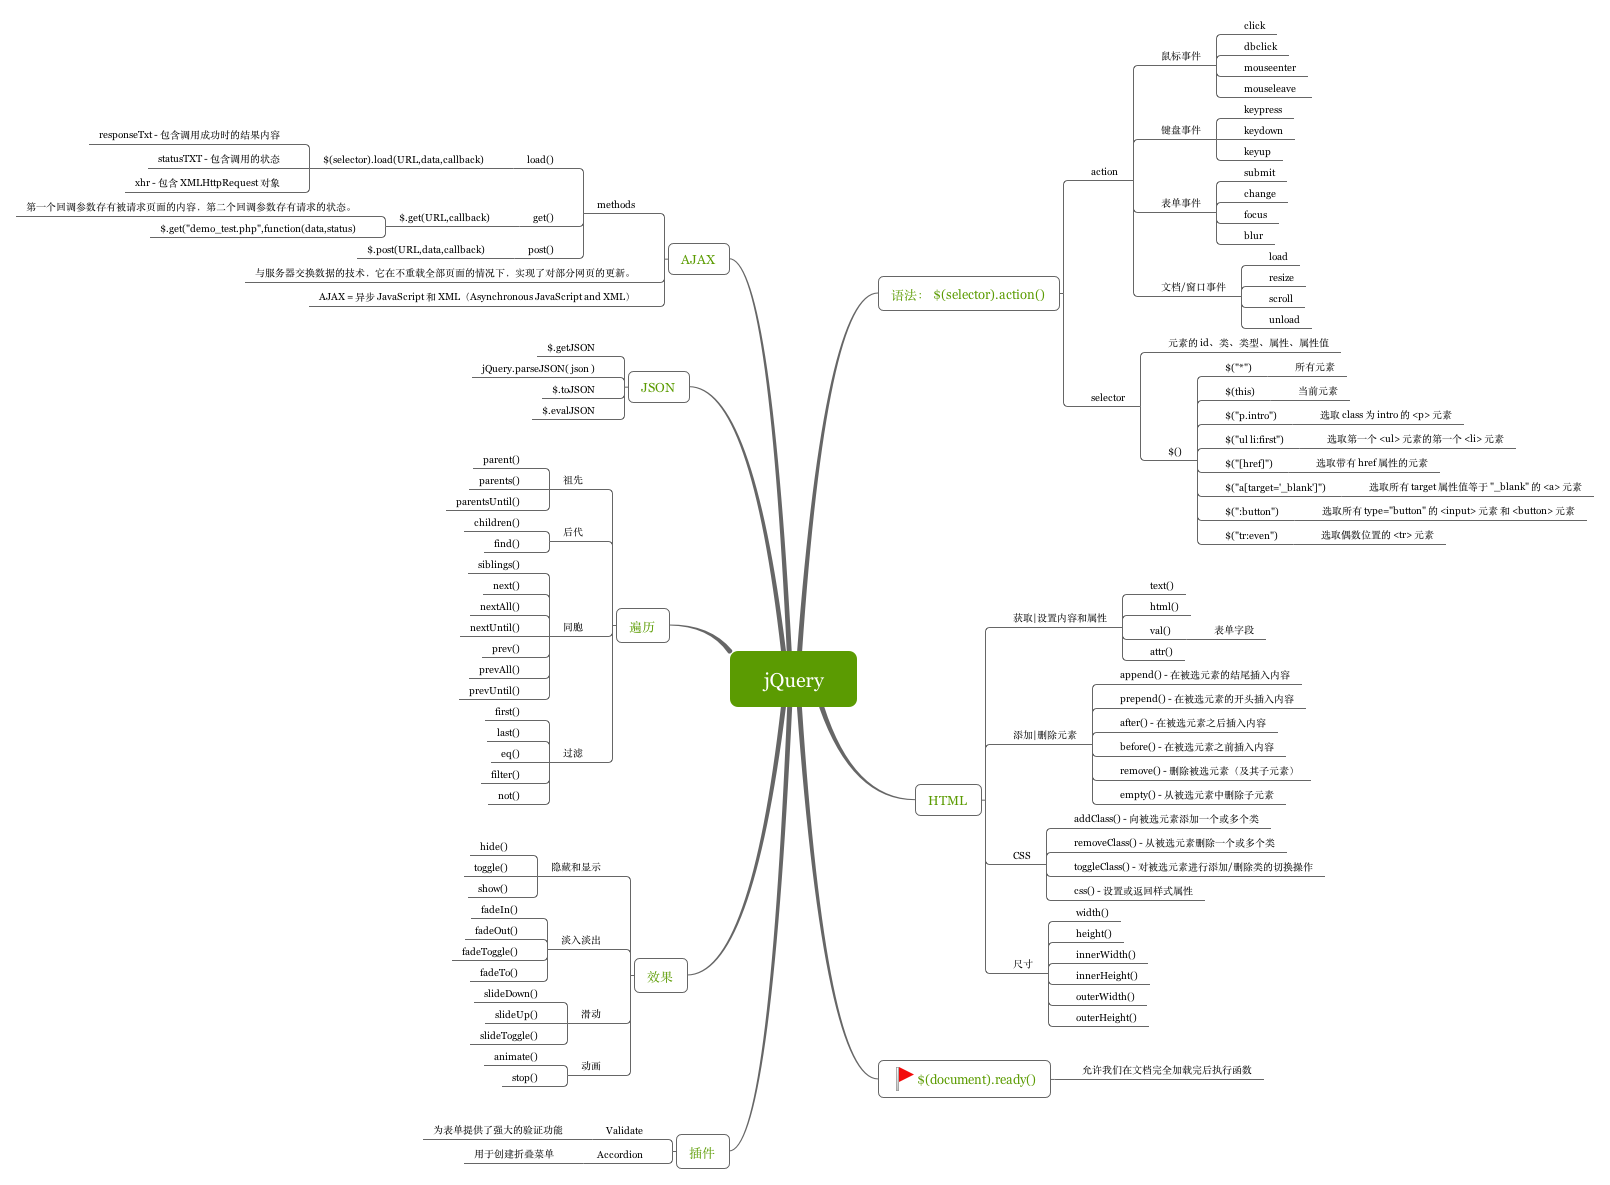 jQuery
语法： $(selector).action()
action
鼠标事件
click
dbclick
mouseenter
mouseleave
键盘事件
keypress
keydown
keyup
表单事件
submit
change
focus
blur
文档/窗口事件
load
resize
scroll
unload
selector
元素的 id、类、类型、属性、属性值
$()
$("*") 所有元素
$(this) 当前元素
$("p.intro") 选取 class 为 intro 的 <p> 元素
$("ul li:first") 选取第一个 <ul> 元素的第一个 <li> 元素
$("[href]") 选取带有 href 属性的元素
$("a[target='_blank']") 选取所有 target 属性值等于 "_blank" 的 <a> 元素
$(":button") 选取所有 type="button" 的 <input> 元素 和 <button> 元素
$("tr:even") 选取偶数位置的 <tr> 元素
HTML
获取|设置内容和属性
text()
html()
val() 表单字段
attr()
添加|删除元素
append() - 在被选元素的结尾插入内容
prepend() - 在被选元素的开头插入内容
after() - 在被选元素之后插入内容
before() - 在被选元素之前插入内容
remove() - 删除被选元素（及其子元素）
empty() - 从被选元素中删除子元素
CSS
addClass() - 向被选元素添加一个或多个类
removeClass() - 从被选元素删除一个或多个类
toggleClass() - 对被选元素进行添加/删除类的切换操作
css() - 设置或返回样式属性
尺寸
width()
height()
innerWidth()
innerHeight()
outerWidth()
outerHeight()
$(document).ready()
允许我们在文档完全加载完后执行函数
AJAX
methods
load()
$(selector).load(URL,data,callback)
responseTxt - 包含调用成功时的结果内容
statusTXT - 包含调用的状态
xhr - 包含 XMLHttpRequest 对象
get()
$.get(URL,callback)
第一个回调参数存有被请求页面的内容，第二个回调参数存有请求的状态。
$.get("demo_test.php",function(data,status)
post()
$.post(URL,data,callback)
与服务器交换数据的技术，它在不重载全部页面的情况下，实现了对部分网页的更新。
AJAX = 异步 JavaScript 和 XML（Asynchronous JavaScript and XML）
JSON
$.getJSON
jQuery.parseJSON( json )
$.toJSON
$.evalJSON
遍历
祖先
parent()
parents()
parentsUntil()
后代
children()
find()
同胞
siblings()
next()
nextAll()
nextUntil()
prev()
prevAll()
prevUntil()
过滤
first()
last()
eq()
filter()
not()
效果
隐藏和显示
hide()
toggle()
show()
淡入淡出
fadeIn()
fadeOut()
fadeToggle()
fadeTo()
滑动
slideDown()
slideUp()
slideToggle()
动画
animate()
stop()
插件
Validate
为表单提供了强大的验证功能
Accordion
用于创建折叠菜单